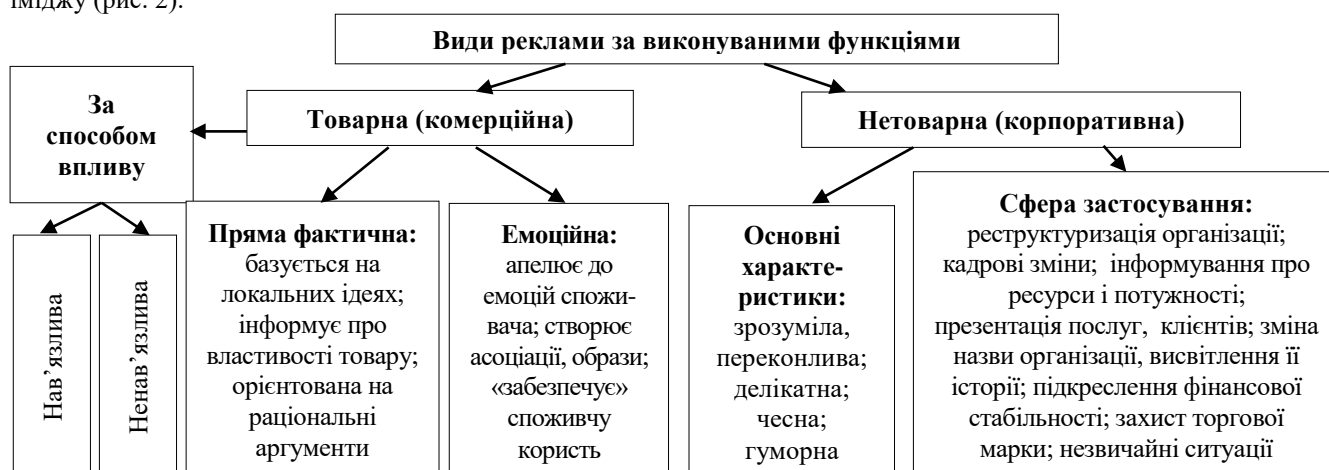 іміджу (рис. 2).
Види реклами за виконуваними функціями
За
способом
впливу
Товарна (комерційна)
Нетоварна (корпоративна)
Нав’язлива
Ненав’язлива
Пряма фактична:
базується на
локальних ідеях;
інформує про
властивості товару;
орієнтована на
раціональні
аргументи
Емоційна:
апелює до
емоцій спожи-
вача; створює
асоціації, образи;
«забезпечує»
споживчу
користь
Основні
характе-
ристики:
зрозуміла,
переконлива;
делікатна;
чесна;
гуморна
Сфера застосування:
реструктуризація організації;
кадрові зміни; інформування про
ресурси і потужності;
презентація послуг, клієнтів; зміна
назви організації, висвітлення її
історії; підкреслення фінансової
стабільності; захист торгової
марки; незвичайні ситуації